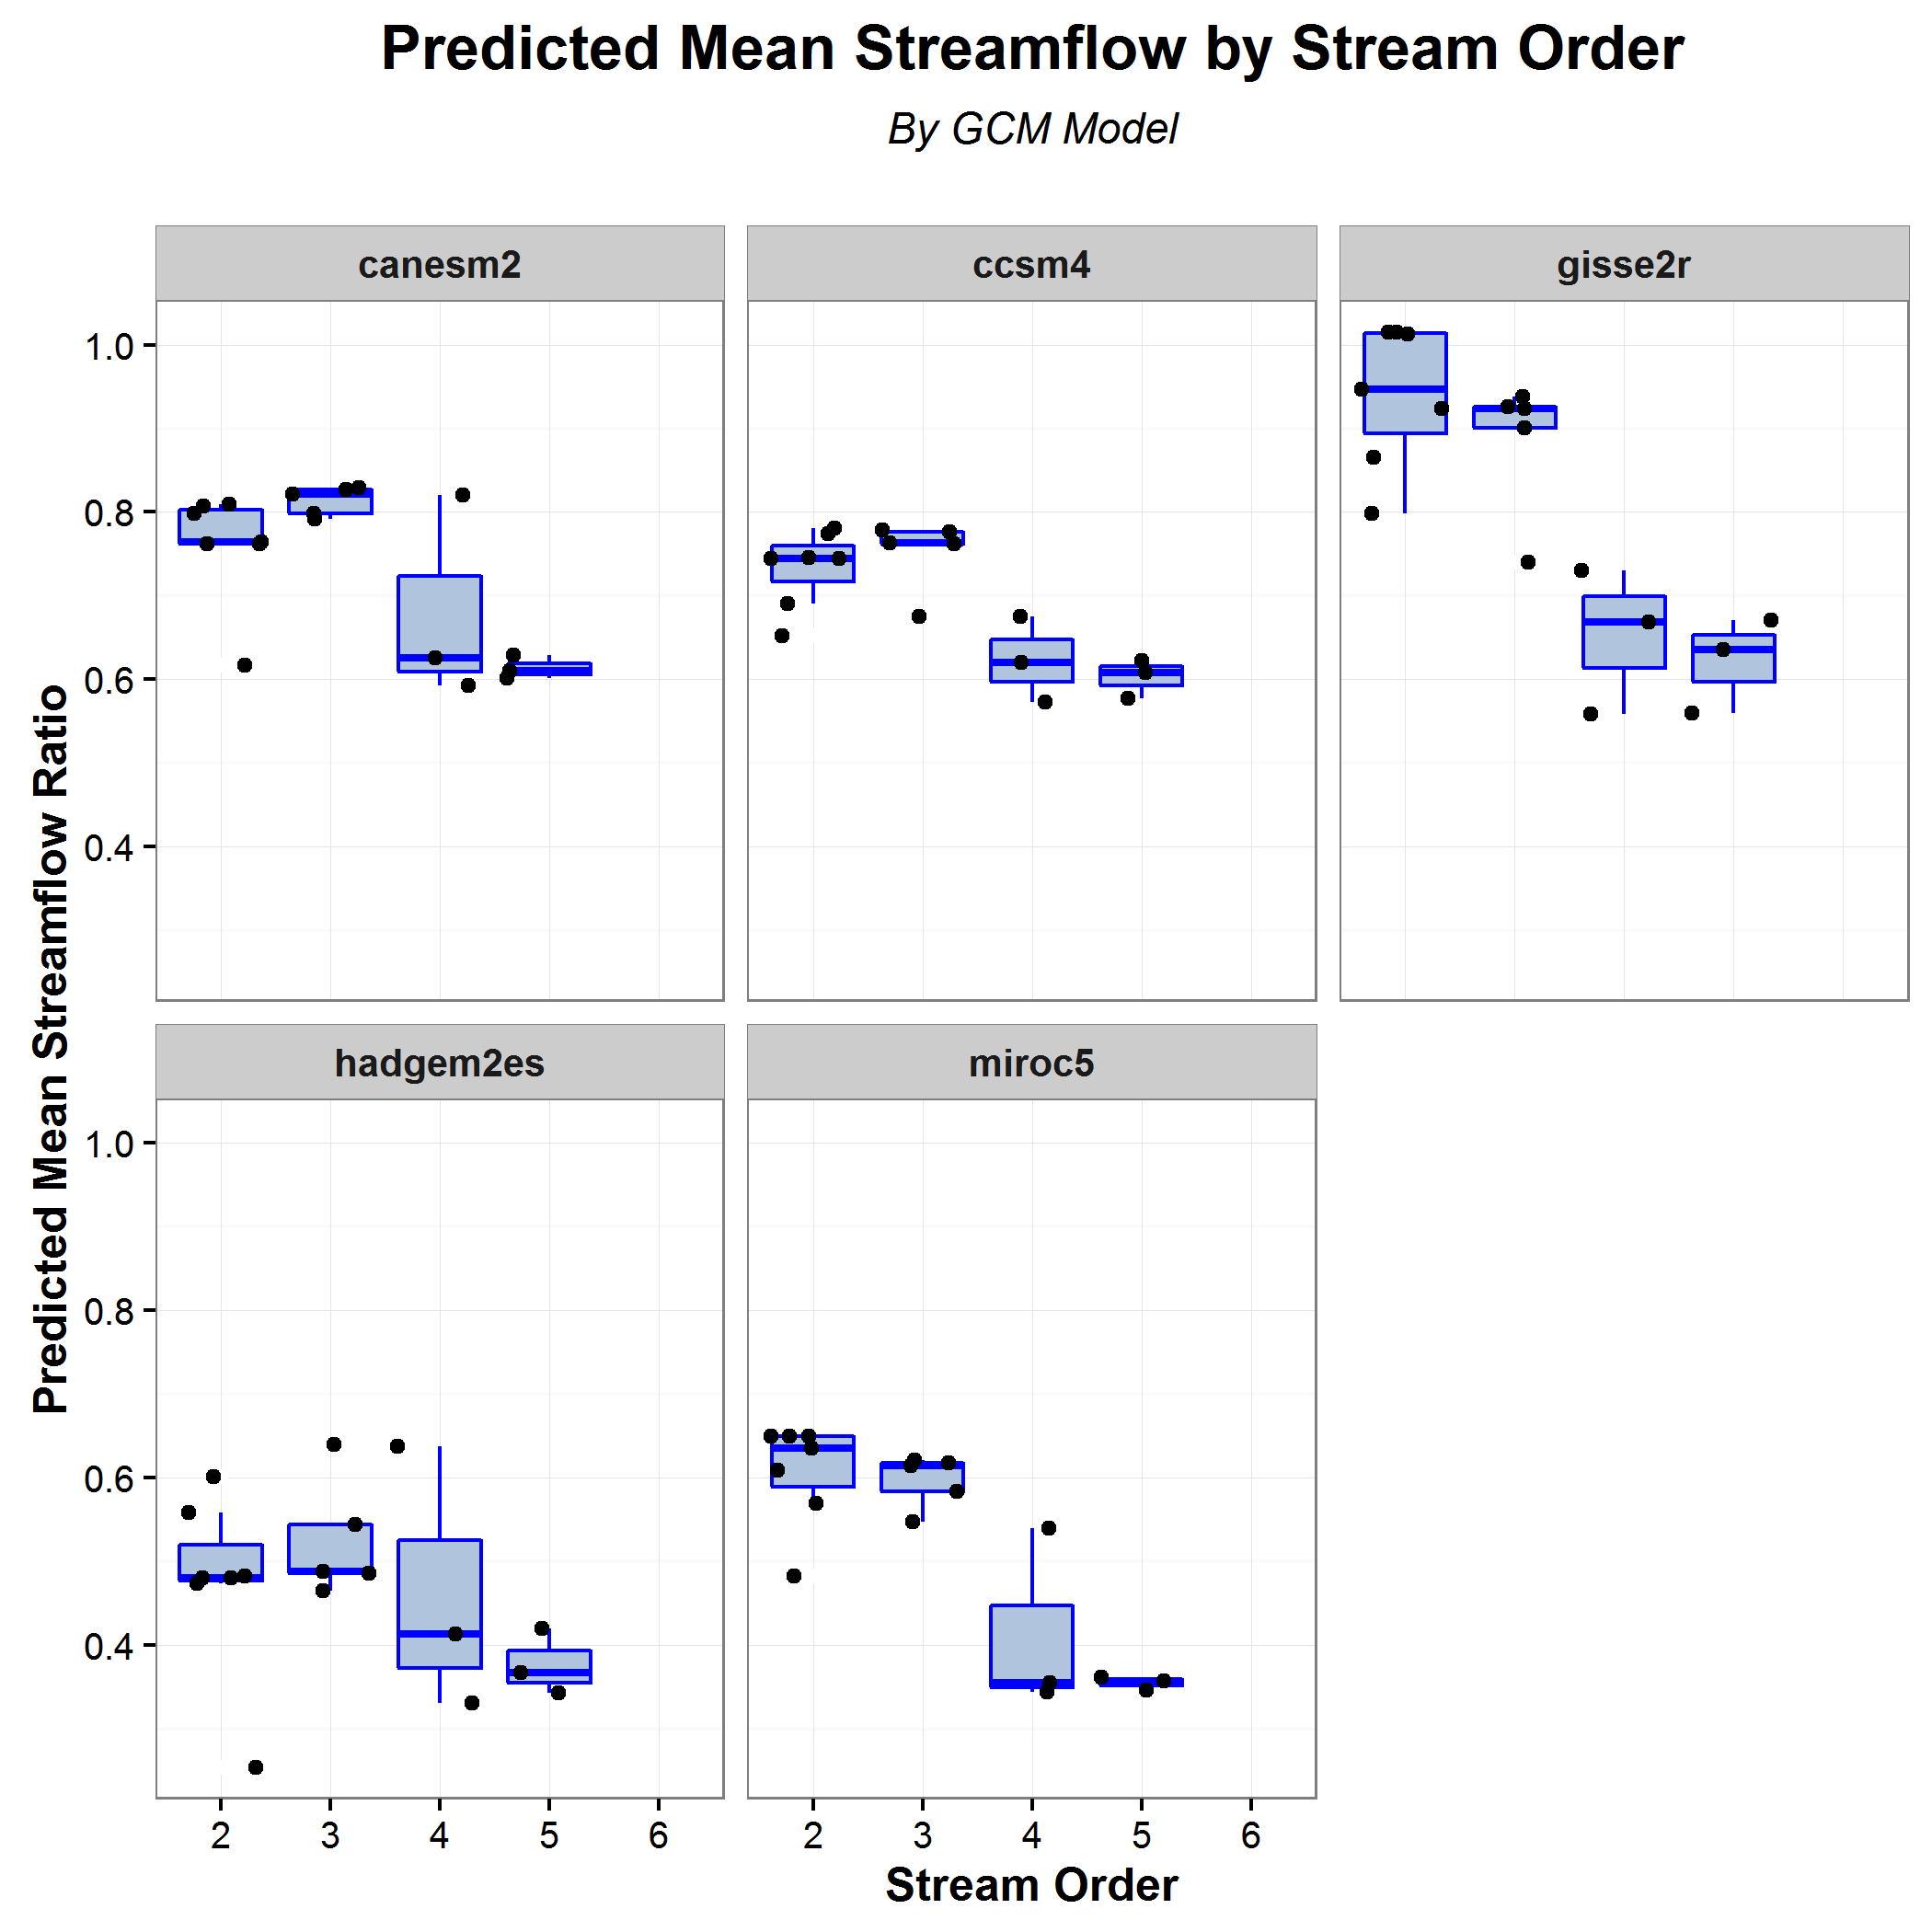 Predicted Mean Streamflow by Stream Order
By GCM Model
canesm2
ccsm4
gisse2r
1.0
0.8
0.6
0.4
Predicted Mean Streamflow Ratio
hadgem2es
miroc5
1.0
0.8
0.6
0.4
2 3 4 5 6
2 3 4 5 6
Stream Order